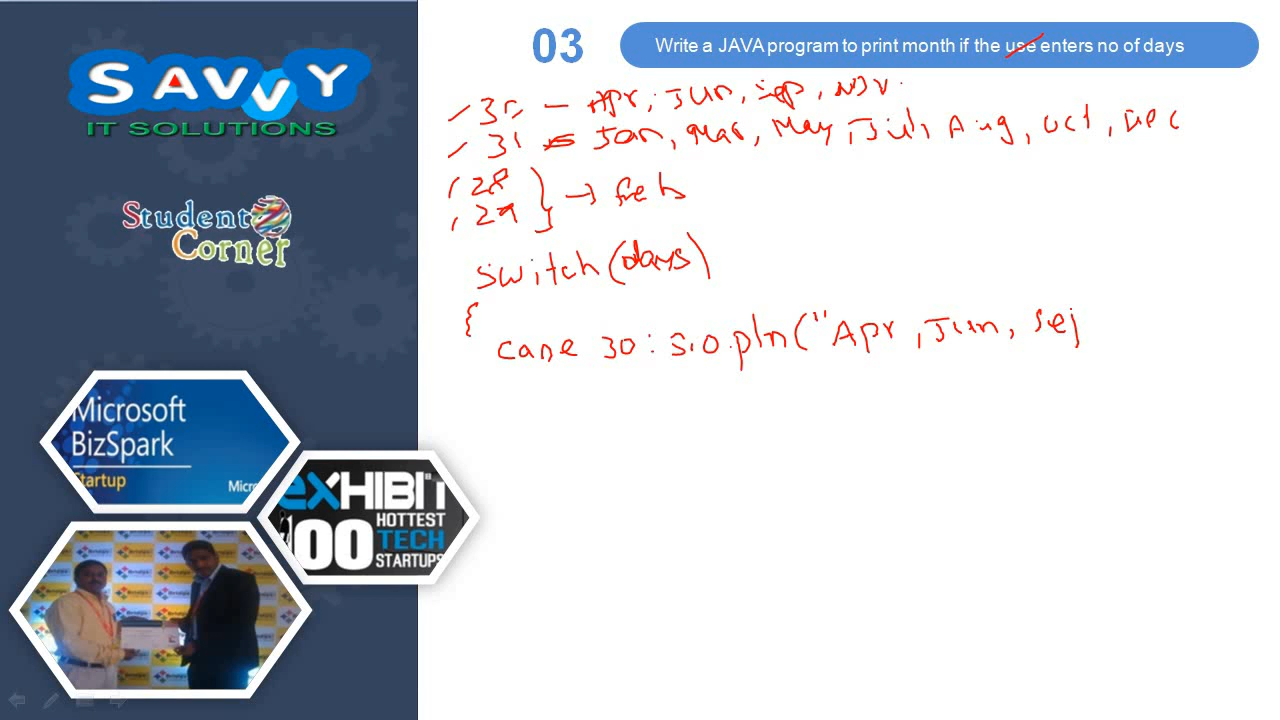 SAVVY
IT SOLUTIONS
Student
Corner
Microsoft
BizSpark
Startup
Micros
eXHIBIT
100
HOTTEST
TECH
STARTUPS
03
Write a JAVA program to print month if the use enters no of days
30 - Apr, Jun, Sep, Nov.
31 Jan, Mar, May, Jul, Aug, Oct, Dec
28
29 } → Feb
switch(days)
{
case 30: S.O.pln("Apr, Jun, Sep